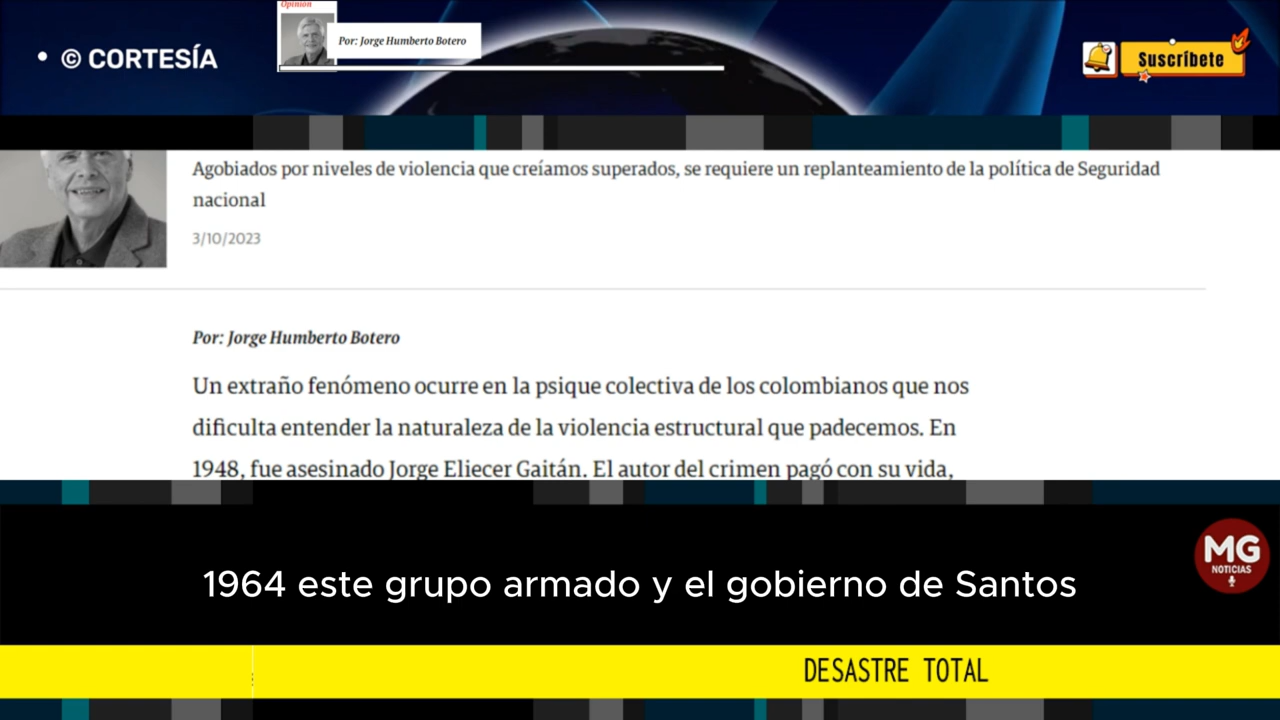 Opinión
Por: Jorge Humberto Botero
• © CORTESÍA
Suscríbete
Agobiados por niveles de violencia que creíamos superados, se requiere un replanteamiento de la política de Seguridad
nacional
3/10/2023
Por: Jorge Humberto Botero
Un extraño fenómeno ocurre en la psique colectiva de los colombianos que nos
dificulta entender la naturaleza de la violencia estructural que padecemos. En
1948, fue asesinado Jorge Eliecer Gaitán. El autor del crimen pagó con su vida,
MG
NOTICIAS
1964 este grupo armado y el gobierno de Santos
DESASTRE TOTAL